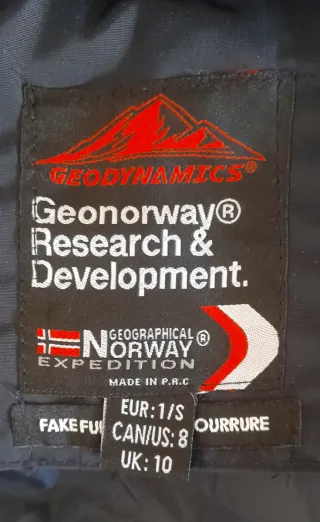 GEODYNAMICS®
Geonorway®
Research &
Development.
GEOGRAPHICAL
NORWAY®
EXPEDITION
MADE IN P.R.C
EUR: 1/S
CAN/US: 8
UK: 10
FAKE FU OURRURE